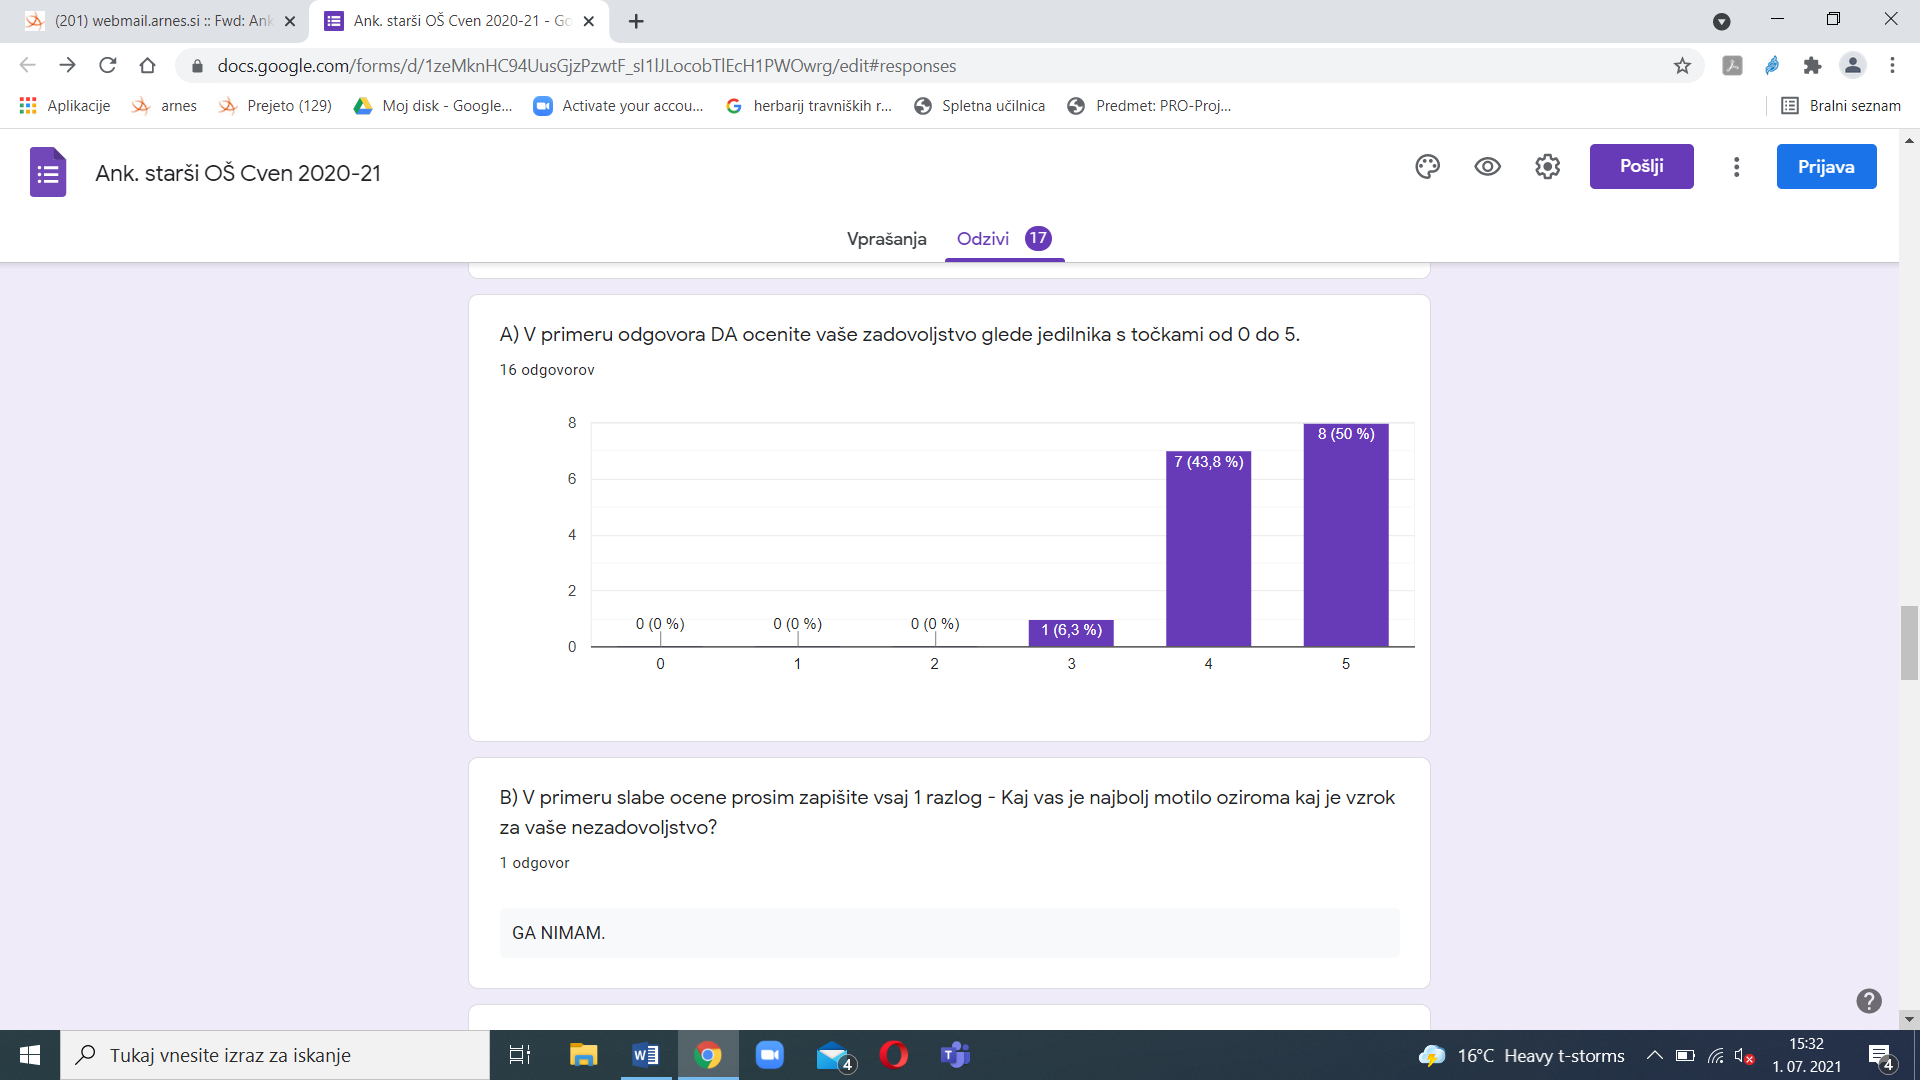 (201) webmail.arnes.si :: Fwd: Ank
Ank. starši OŠ Cven 2020-21 - Go
docs.google.com/forms/d/1zeMknHC94UusGjzPzwtF_sI1lJLocobTlEcH1PWOwrg/edit#responses
Aplikacije
arnes
Prejeto (129)
Moj disk - Google...
Activate your accou...
herbarij travniških r...
Spletna učilnica
Predmet: PRO-Proj...
Bralni seznam
Ank. starši OŠ Cven 2020-21
Pošlji
Prijava
Vprašanja
Odzivi 17
A) V primeru odgovora DA ocenite vaše zadovoljstvo glede jedilnika s točkami od 0 do 5.
16 odgovorov
8
6
4
2
0
0 (0 %)
0 (0 %)
0 (0 %)
1 (6,3 %)
7 (43,8 %)
8 (50 %)
0
1
2
3
4
5
B) V primeru slabe ocene prosim zapišite vsaj 1 razlog - Kaj vas je najbolj motilo oziroma kaj je vzrok
za vaše nezadovoljstvo?
1 odgovor
GA NIMAM.
Tukaj vnesite izraz za iskanje
4
16°C Heavy t-storms
15:32
1. 07. 2021
4